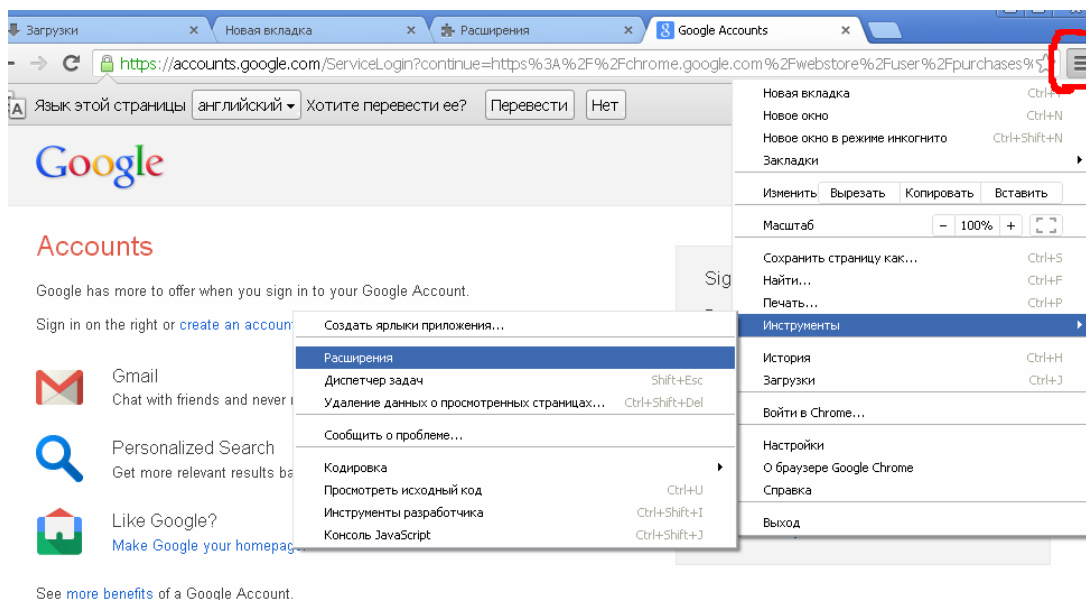 Загрузки
Новая вкладка
Расширения
Google Accounts
https://accounts.google.com/ServiceLogin?continue=https%3A%2F%2Fchrome.google.com%2Fwebstore%2Fuser%2Fpurchases%
Язык этой страницы английский Хотите перевести ее? Перевести Нет
Google
Accounts
Google has more to offer when you sign in to your Google Account.
Sign in on the right or create an account
Gmail
Chat with friends and never
Personalized Search
Get more relevant results
Like Google?
Make Google your homepage
See more benefits of a Google Account.
Sig
Новая вкладка
Новое окно Ctrl+N
Новое окно в режиме инкогнито Ctrl+Shift+N
Закладки
Изменить Вырезать Копировать Вставить
Масштаб - 100% +
Сохранить страницу как... Ctrl+S
Найти... Ctrl+F
Печать... Ctrl+P
Инструменты
История Ctrl+H
Загрузки Ctrl+J
Войти в Chrome...
Настройки
О браузере Google Chrome
Справка
Выход
Создать ярлыки приложения...
Расширения
Диспетчер задач Shift+Esc
Удаление данных о просмотренных страницах... Ctrl+Shift+Del
Сообщить о проблеме...
Кодировка
Просмотреть исходный код Ctrl+U
Инструменты разработчика Ctrl+Shift+I
Консоль JavaScript Ctrl+Shift+J